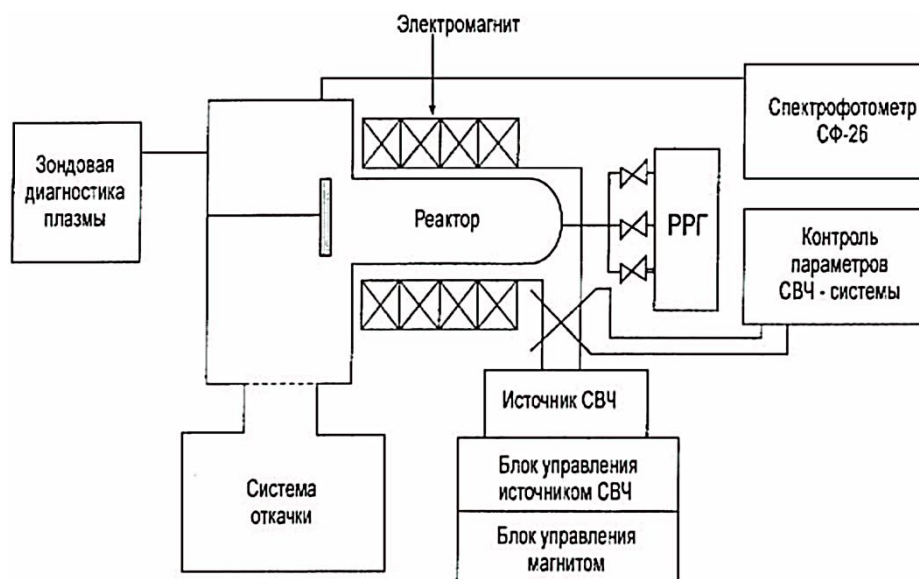 Электромагнит
Спектрофотометр
СФ-26
Зондовая
диагностика
плазмы
Реактор
РРГ
Контроль
параметров
СВЧ - системы
Источник СВЧ
Блок управления
источником СВЧ
Блок управления
магнитом
Система
откачки